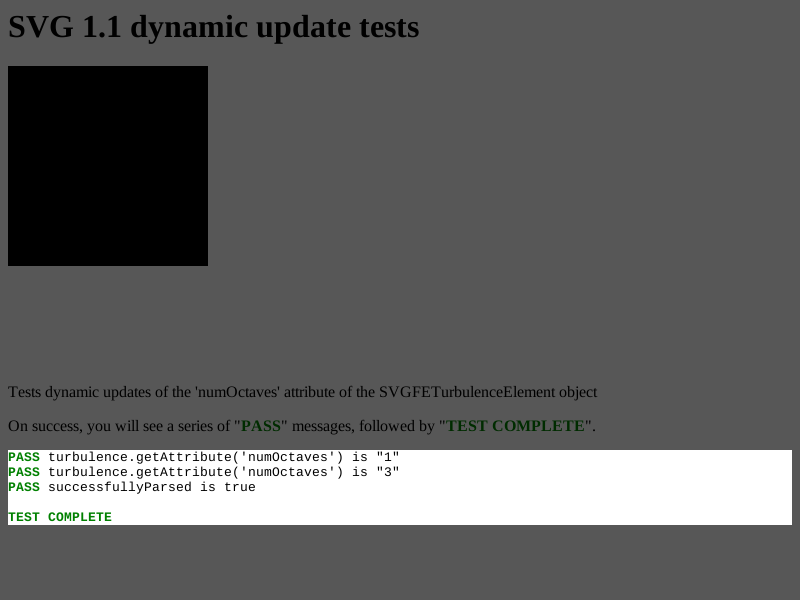 SVG 1.1 dynamic update tests
Tests dynamic updates of the 'numOctaves' attribute of the SVGFETurbulenceElement object
On success, you will see a series of "PASS" messages, followed by "TEST COMPLETE".
PASS turbulence.getAttribute('numOctaves') is "1"
PASS turbulence.getAttribute('numOctaves') is "3"
PASS successfullyParsed is true
TEST COMPLETE